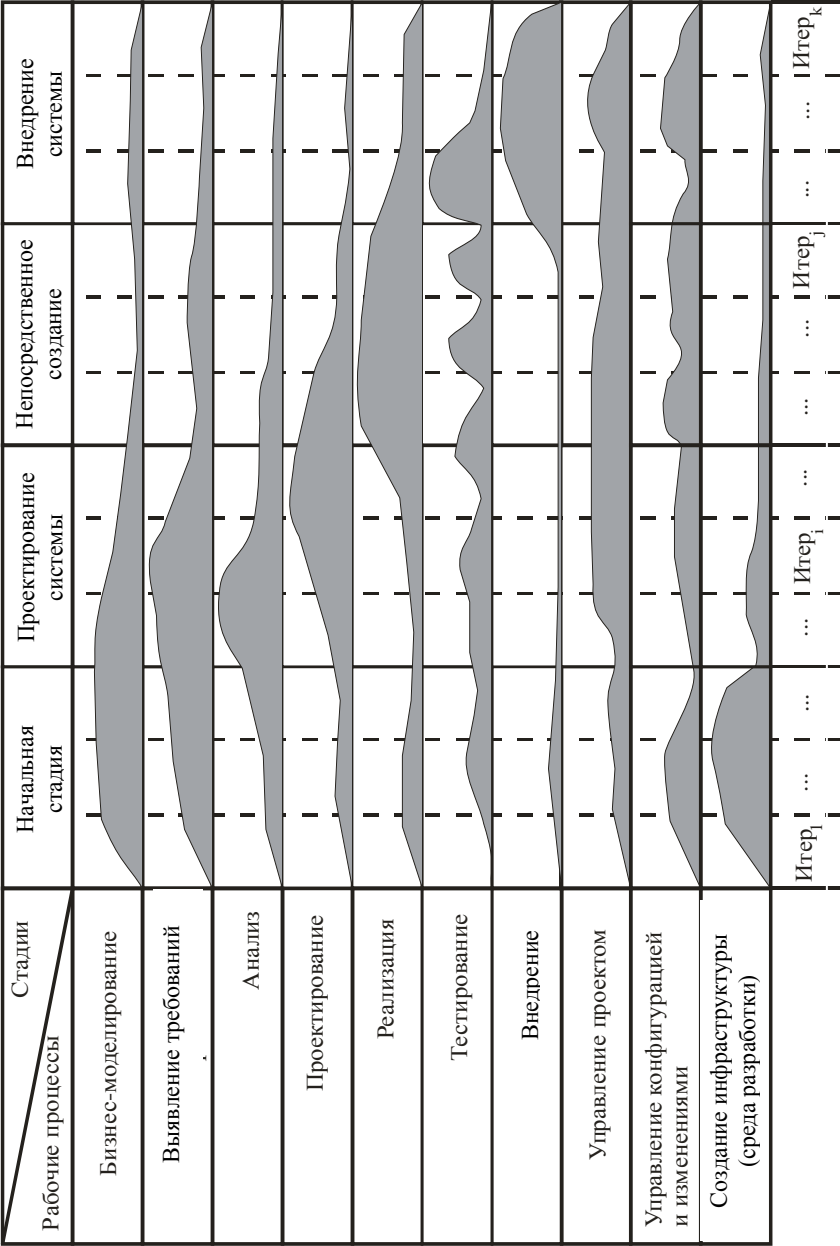 Стадии
Рабочие процессы
Начальная
стадия
Проектирование
системы
Непосредственное
создание
Внедрение
системы
Бизнес-моделирование
Выявление требований
Анализ
Проектирование
Реализация
Тестирование
Внедрение
Управление проектом
Управление конфигурацией
и изменениями
Создание инфраструктуры
(среда разработки)
Итер1 ... ... ... Итерi ... ... ... Итерj ... ... Итерk